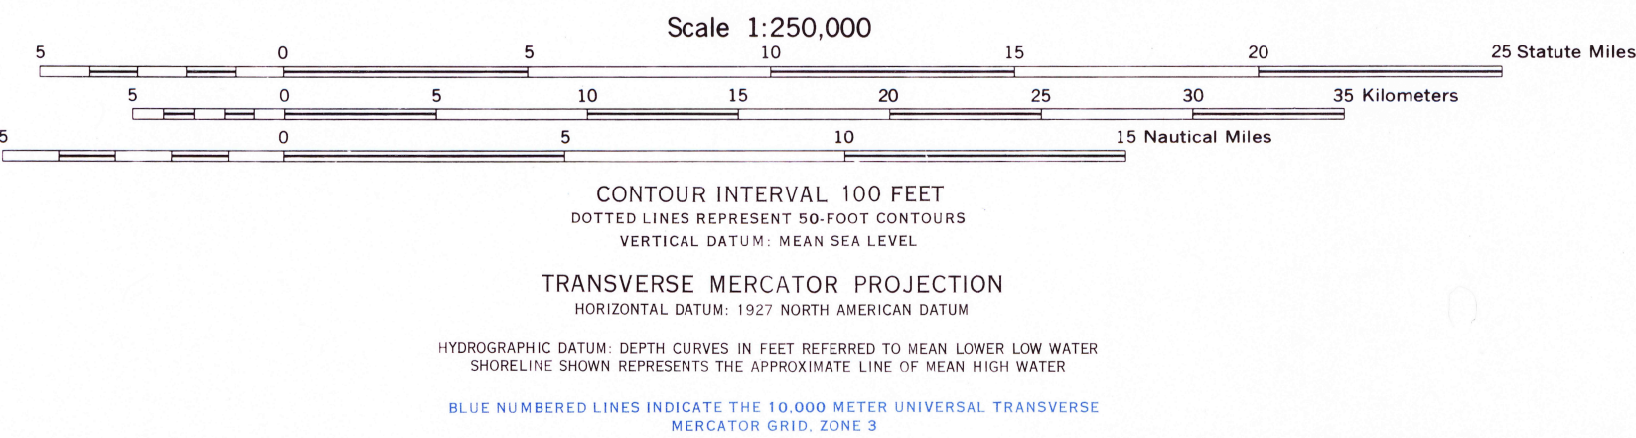 Scale 1:250,000
5 0 5 10 15 20 25 Statute Miles
5 0 5 10 15 20 25 30 35 Kilometers
5 0 5 10 15 Nautical Miles
CONTOUR INTERVAL 100 FEET
DOTTED LINES REPRESENT 50-FOOT CONTOURS
VERTICAL DATUM: MEAN SEA LEVEL
TRANSVERSE MERCATOR PROJECTION
HORIZONTAL DATUM: 1927 NORTH AMERICAN DATUM
HYDROGRAPHIC DATUM: DEPTH CURVES IN FEET REFERRED TO MEAN LOWER LOW WATER
SHORELINE SHOWN REPRESENTS THE APPROXIMATE LINE OF MEAN HIGH WATER
BLUE NUMBERED LINES INDICATE THE 10,000 METER UNIVERSAL TRANSVERSE
MERCATOR GRID, ZONE 3